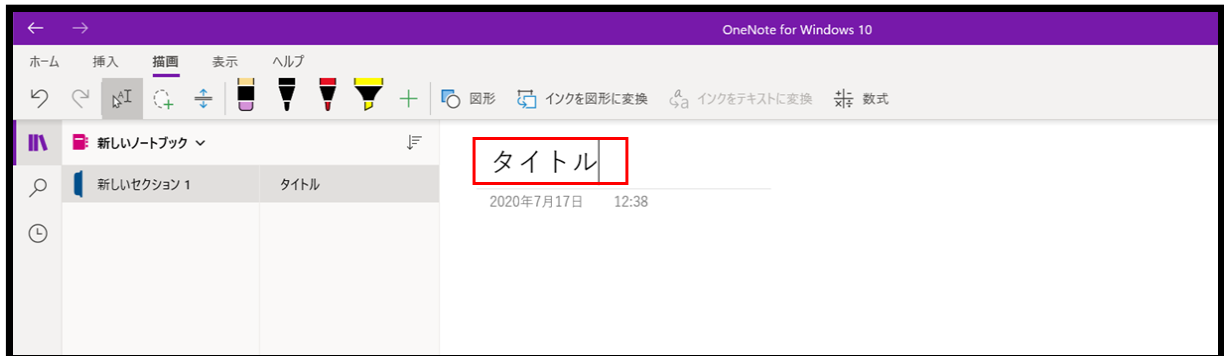 OneNote for Windows 10
ホーム 挿入 描画 表示 ヘルプ
図形 インクを図形に変換 インクをテキストに変換 数式
新しいノートブック
新しいセクション 1 タイトル
タイトル
2020年7月17日 12:38